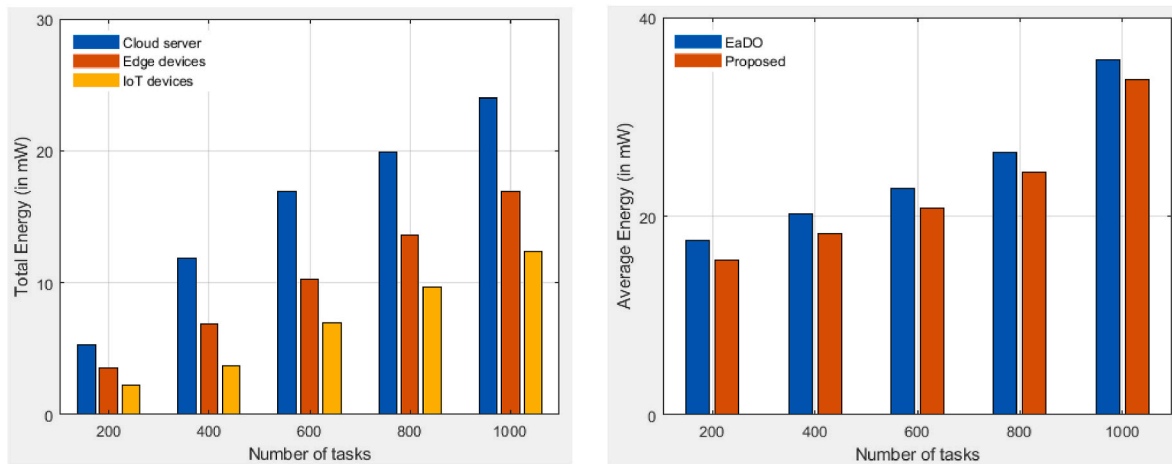 30
20
10
0
Total Energy (in mW)
Cloud server
Edge devices
IoT devices
200 400 600 800 1000
Number of tasks
40
20
0
Average Energy (in mW)
EaDO
Proposed
200 400 600 800 1000
Number of tasks